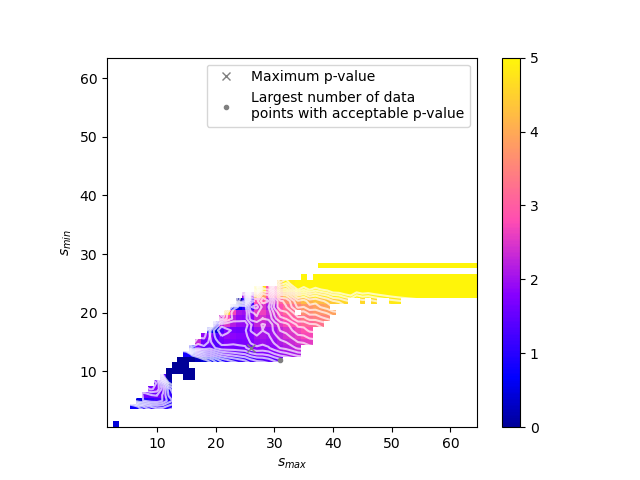 Maximum p-value
Largest number of data
points with acceptable p-value
60
50
40
30
20
10
s_min
10 20 30 40 50 60
s_max
5
4
3
2
1
0